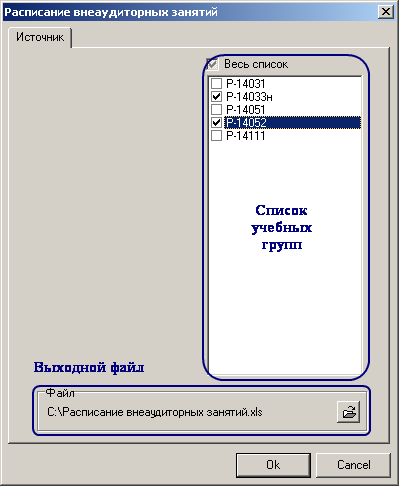 Расписание внеаудиторных занятий
Источник
Весь список
Р-14031
Р-14033н
Р-14051
Р-14052
Р-14111
Список
учебных
групп
Выходной файл
Файл
C:\Расписание внеаудиторных занятий.xls
Ok
Cancel